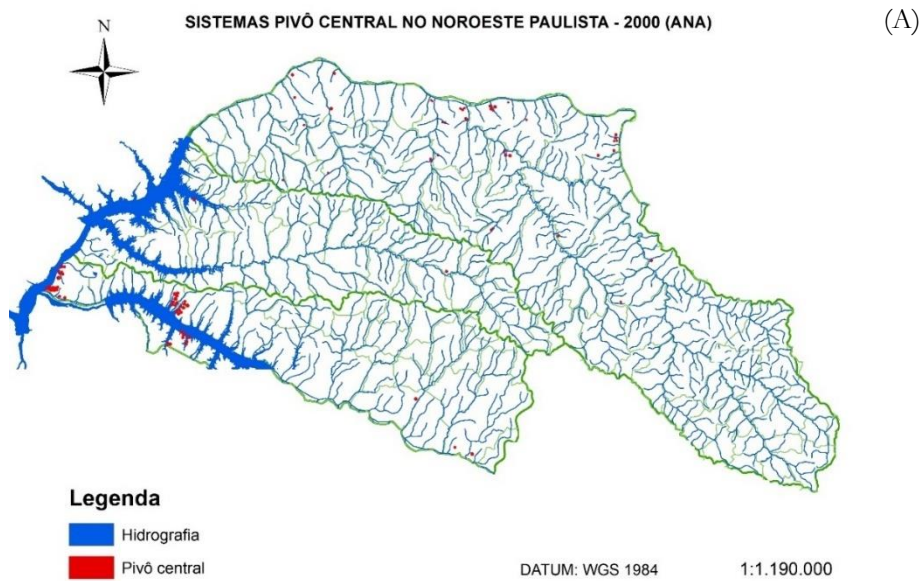 SISTEMAS PIVÔ CENTRAL NO NOROESTE PAULISTA - 2000 (ANA)
(A)
N
Legenda
Hidrografia
Pivô central
DATUM: WGS 1984
1:1.190.000